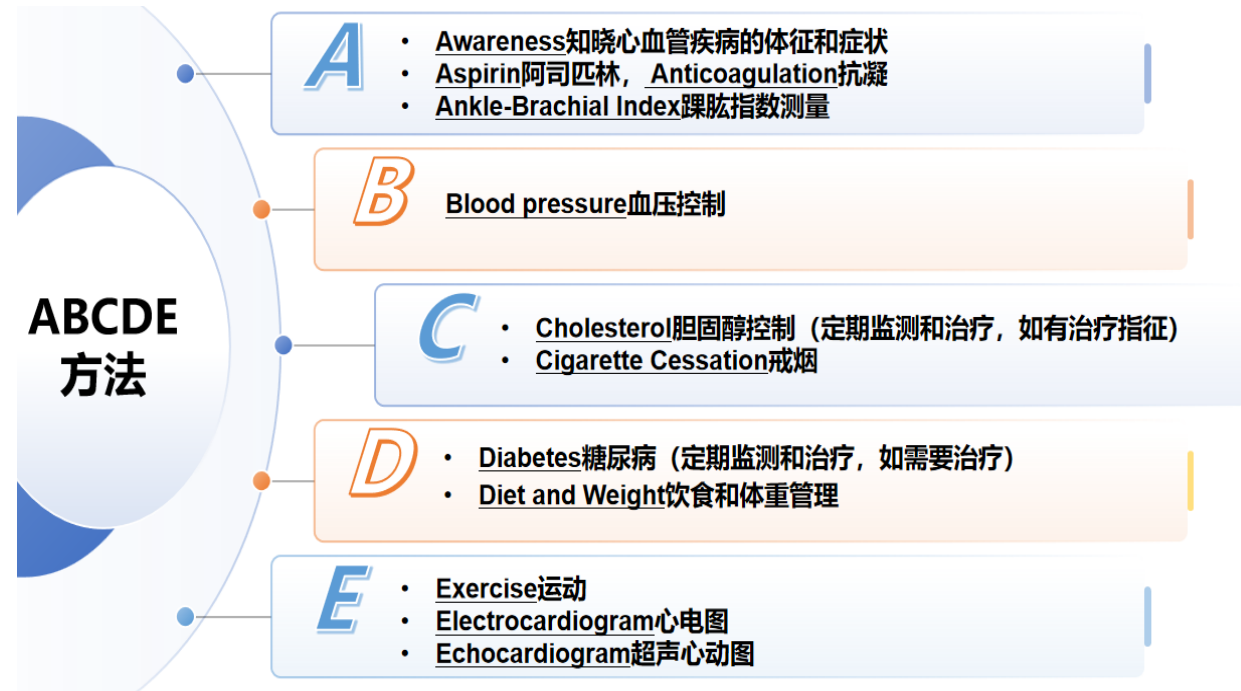 ABCDE
方法
A
• Awareness知晓心血管疾病的体征和症状
• Aspirin阿司匹林， Anticoagulation抗凝
• Ankle-Brachial Index踝肱指数测量
B
Blood pressure血压控制
C
• Cholesterol胆固醇控制（定期监测和治疗，如有治疗指征）
• Cigarette Cessation戒烟
D
• Diabetes糖尿病（定期监测和治疗，如需要治疗）
• Diet and Weight饮食和体重管理
E
• Exercise运动
• Electrocardiogram心电图
• Echocardiogram超声心动图